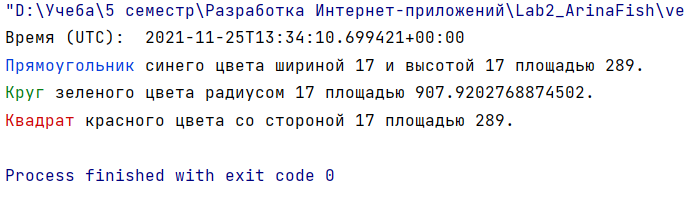 "D:\Учеба\5 семестр\Разработка Интернет-приложений\Lab2_ArinaFish\ve
Время (UTC):  2021-11-25T13:34:10.699421+00:00
Прямоугольник синего цвета шириной 17 и высотой 17 площадью 289.
Круг зеленого цвета радиусом 17 площадью 907.9202768874502.
Квадрат красного цвета со стороной 17 площадью 289.
Process finished with exit code 0